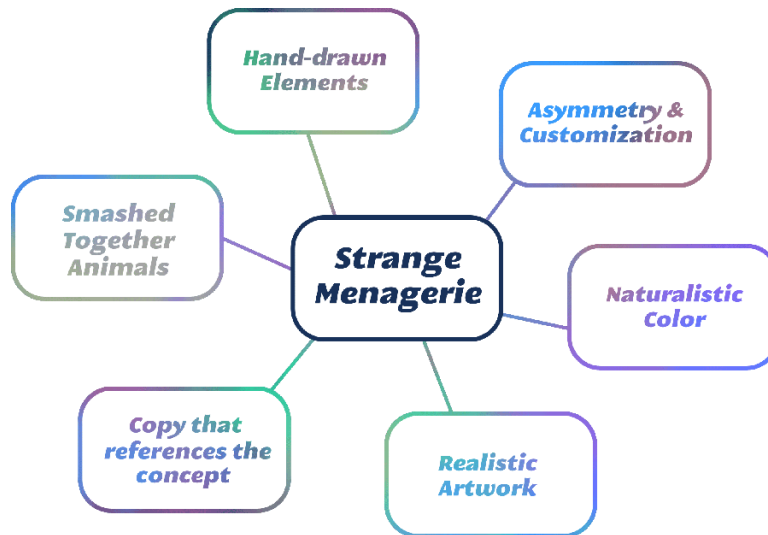 Hand-drawn
Elements
Asymmetry &
Customization
Smashed
Together
Animals
Strange
Menagerie
Naturalistic
Color
Copy that
references the
concept
Realistic
Artwork